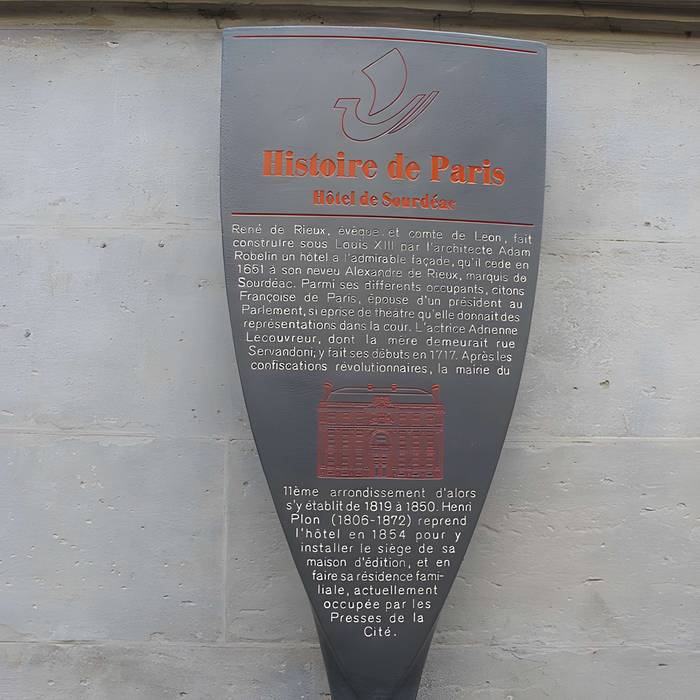 Histoire de Paris
Hôtel de Sourdéac
René de Rieux, évêque et comte de Leon, fait
construire sous Louis XIII par l'architecte Adam
Robelin un hôtel a l'admirable façade, qu'il cede en
1651 à son neveu Alexandre de Rieux, marquis de
Sourdéac. Parmi ses differents occupants, citons
Françoise de Paris, épouse d'un président au
Parlement, si eprise de théatre qu'elle donnait des
représentations dans la cour. L'actrice Adrienne
Lecouvreur, dont la mère demeurait rue
Servandoni, y fait ses débuts en 1717. Après les
confiscations révolutionnaires, la mairie du
11ème arrondissement d'alors
s'y établit de 1819 à 1850. Henri
Plon (1806-1872) reprend
l'hôtel en 1854 pour y
installer le siège de sa
maison d'édition, et en
faire sa résidence fami-
liale, actuellement
occupée par les
Presses de la
Cité.